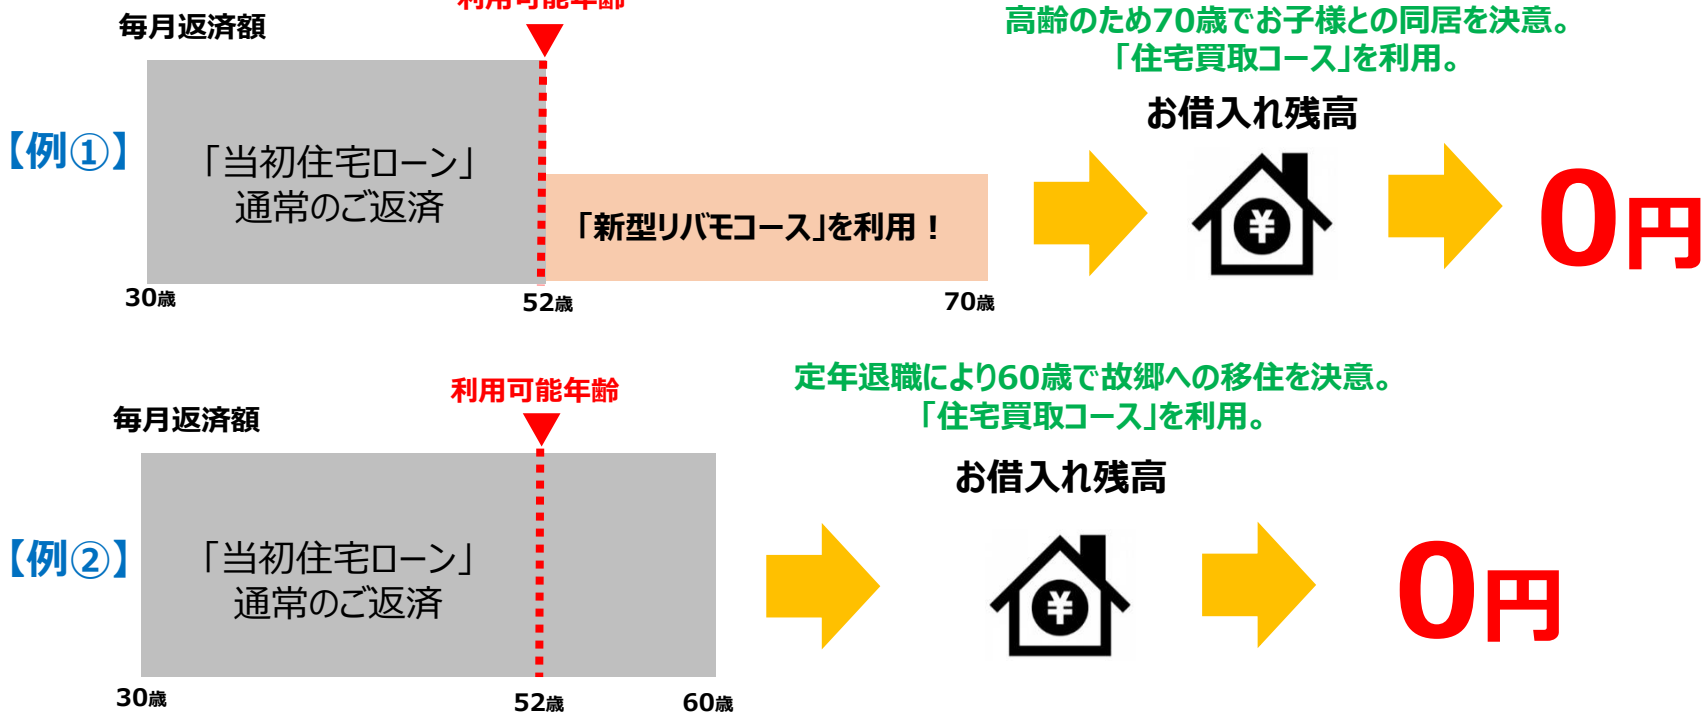 利用可能年齢
毎月返済額
高齢のため70歳でお子様との同居を決意。
「住宅買取コース」を利用。
お借入れ残高
【例①】
「当初住宅ローン」
通常のご返済
「新型リバモコース」を利用！
¥
0円
30歳
52歳
70歳
定年退職により60歳で故郷への移住を決意。
「住宅買取コース」を利用。
利用可能年齢
毎月返済額
お借入れ残高
【例②】
「当初住宅ローン」
通常のご返済
¥
0円
30歳
52歳
60歳